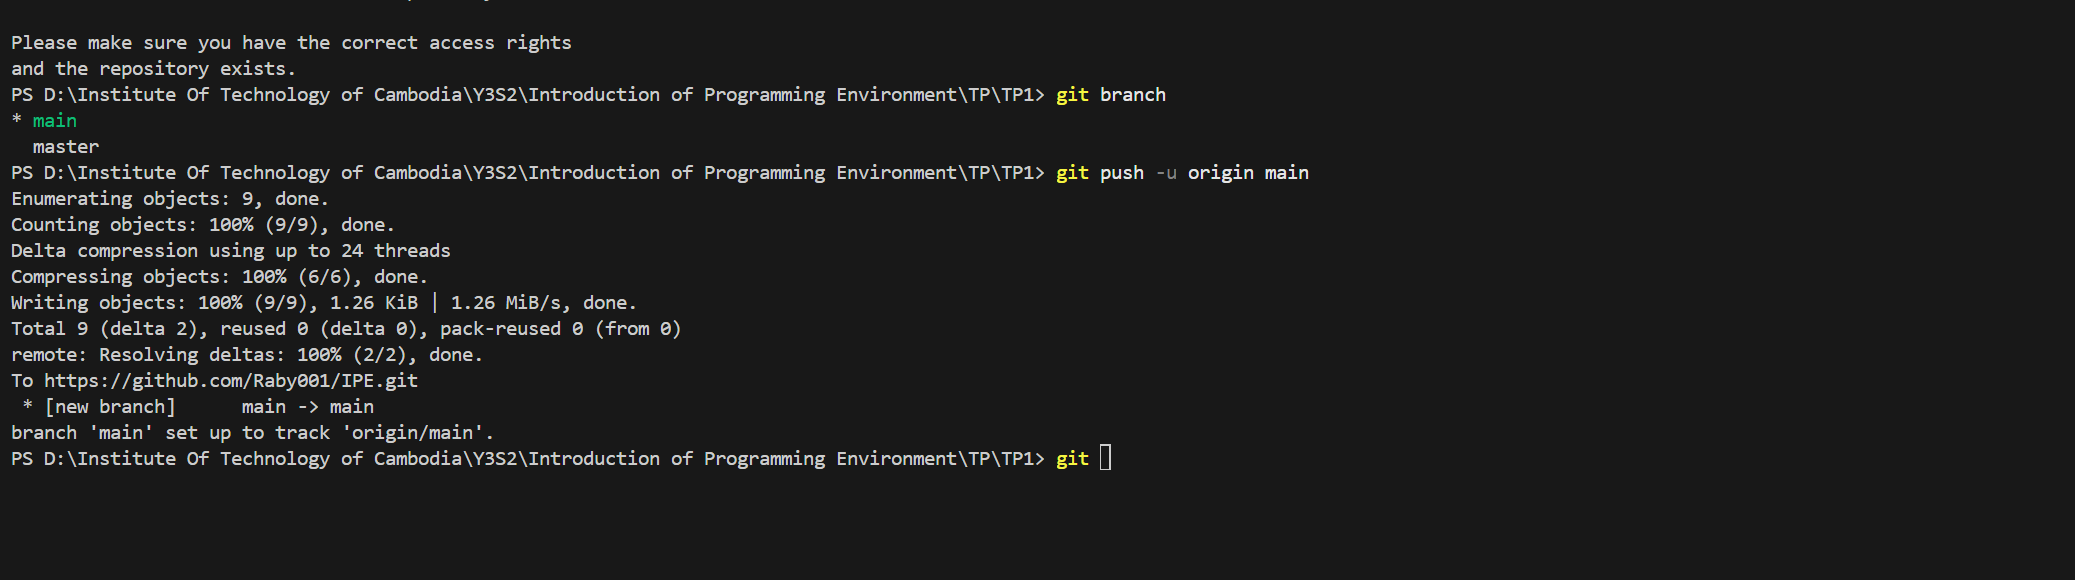 Please make sure you have the correct access rights
and the repository exists.
PS D:\Institute Of Technology of Cambodia\Y3S2\Introduction of Programming Environment\TP\TP1> git branch
* main
  master
PS D:\Institute Of Technology of Cambodia\Y3S2\Introduction of Programming Environment\TP\TP1> git push -u origin main
Enumerating objects: 9, done.
Counting objects: 100% (9/9), done.
Delta compression using up to 24 threads
Compressing objects: 100% (6/6), done.
Writing objects: 100% (9/9), 1.26 KiB | 1.26 MiB/s, done.
Total 9 (delta 2), reused 0 (delta 0), pack-reused 0 (from 0)
remote: Resolving deltas: 100% (2/2), done.
To https://github.com/Raby001/IPE.git
 * [new branch]      main -> main
branch 'main' set up to track 'origin/main'.
PS D:\Institute Of Technology of Cambodia\Y3S2\Introduction of Programming Environment\TP\TP1> git